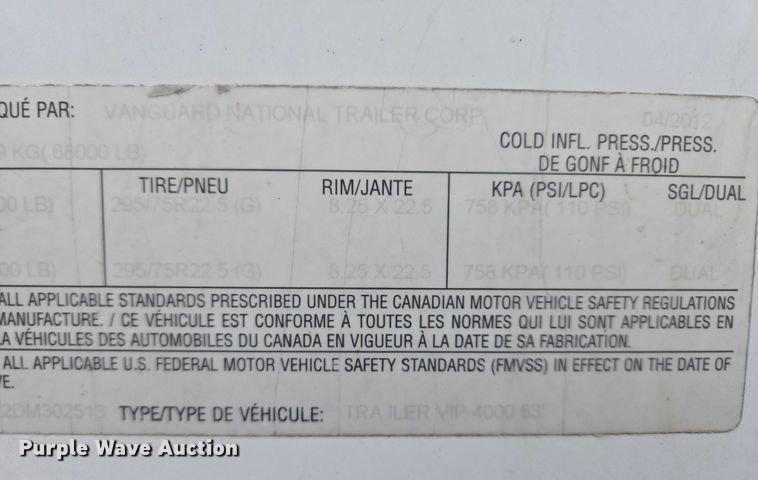 QUÉ PAR: VANGUARD NATIONAL TRAILER CORP. 04/2012
9 KG( 68000 LB) COLD INFL. PRESS./PRESS.
DE GONF À FROID
TIRE/PNEU RIM/JANTE KPA (PSI/LPC) SGL/DUAL
00 LB) 295/75R22.5 (G) 8.25 X 22.5 758 KPA( 110 PSI) DUAL
00 LB) 295/75R22.5 (G) 8.25 X 22.5 758 KPA( 110 PSI) DUAL
ALL APPLICABLE STANDARDS PRESCRIBED UNDER THE CANADIAN MOTOR VEHICLE SAFETY REGULATIONS
MANUFACTURE. / CE VÉHICULE EST CONFORME À TOUTES LES NORMES QUI LUI SONT APPLICABLES EN
A VÉHICULES DES AUTOMOBILES DU CANADA EN VIGUEUR À LA DATE DE SA FABRICATION.
ALL APPLICABLE U.S. FEDERAL MOTOR VEHICLE SAFETY STANDARDS (FMVSS) IN EFFECT ON THE DATE OF
E.
2DM302513 TYPE/TYPE DE VÉHICULE: TRAILER VIP 4000 53'
Purple Wave Auction